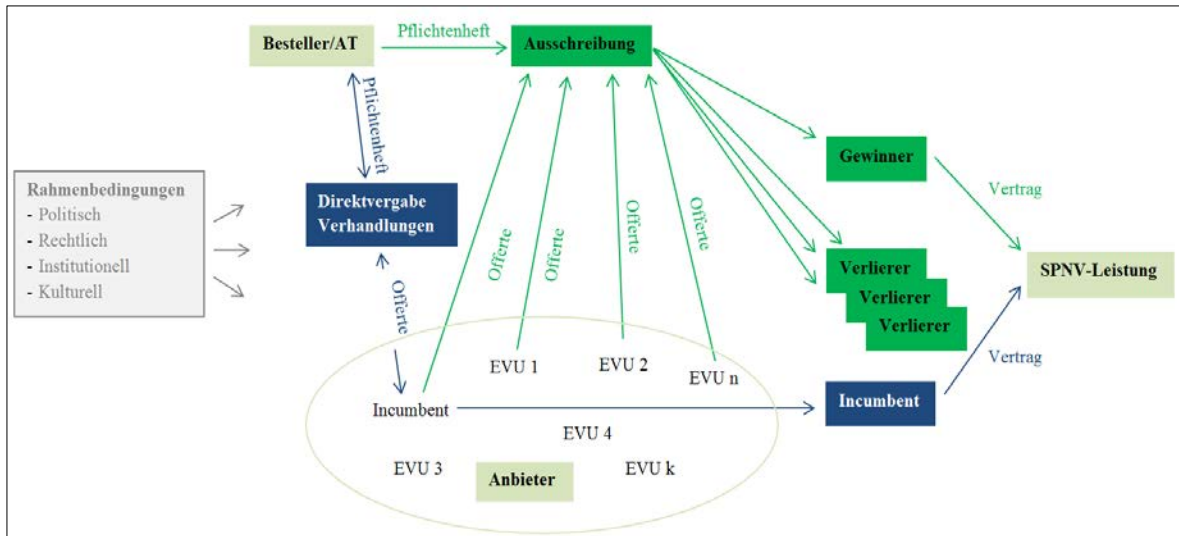 Besteller/AT
Pflichtenheft
Ausschreibung
Pflichtenheft
Gewinner
Vertrag
Rahmenbedingungen
- Politisch
- Rechtlich
- Institutionell
- Kulturell
Direktvergabe
Verhandlungen
Offerte
Offerte
Offerte
Offerte
Offerte
Verlierer
Verlierer
Verlierer
SPNV-Leistung
Vertrag
EVU 1
EVU 2
EVU n
Incumbent
Incumbent
EVU 4
EVU 3
EVU k
Anbieter